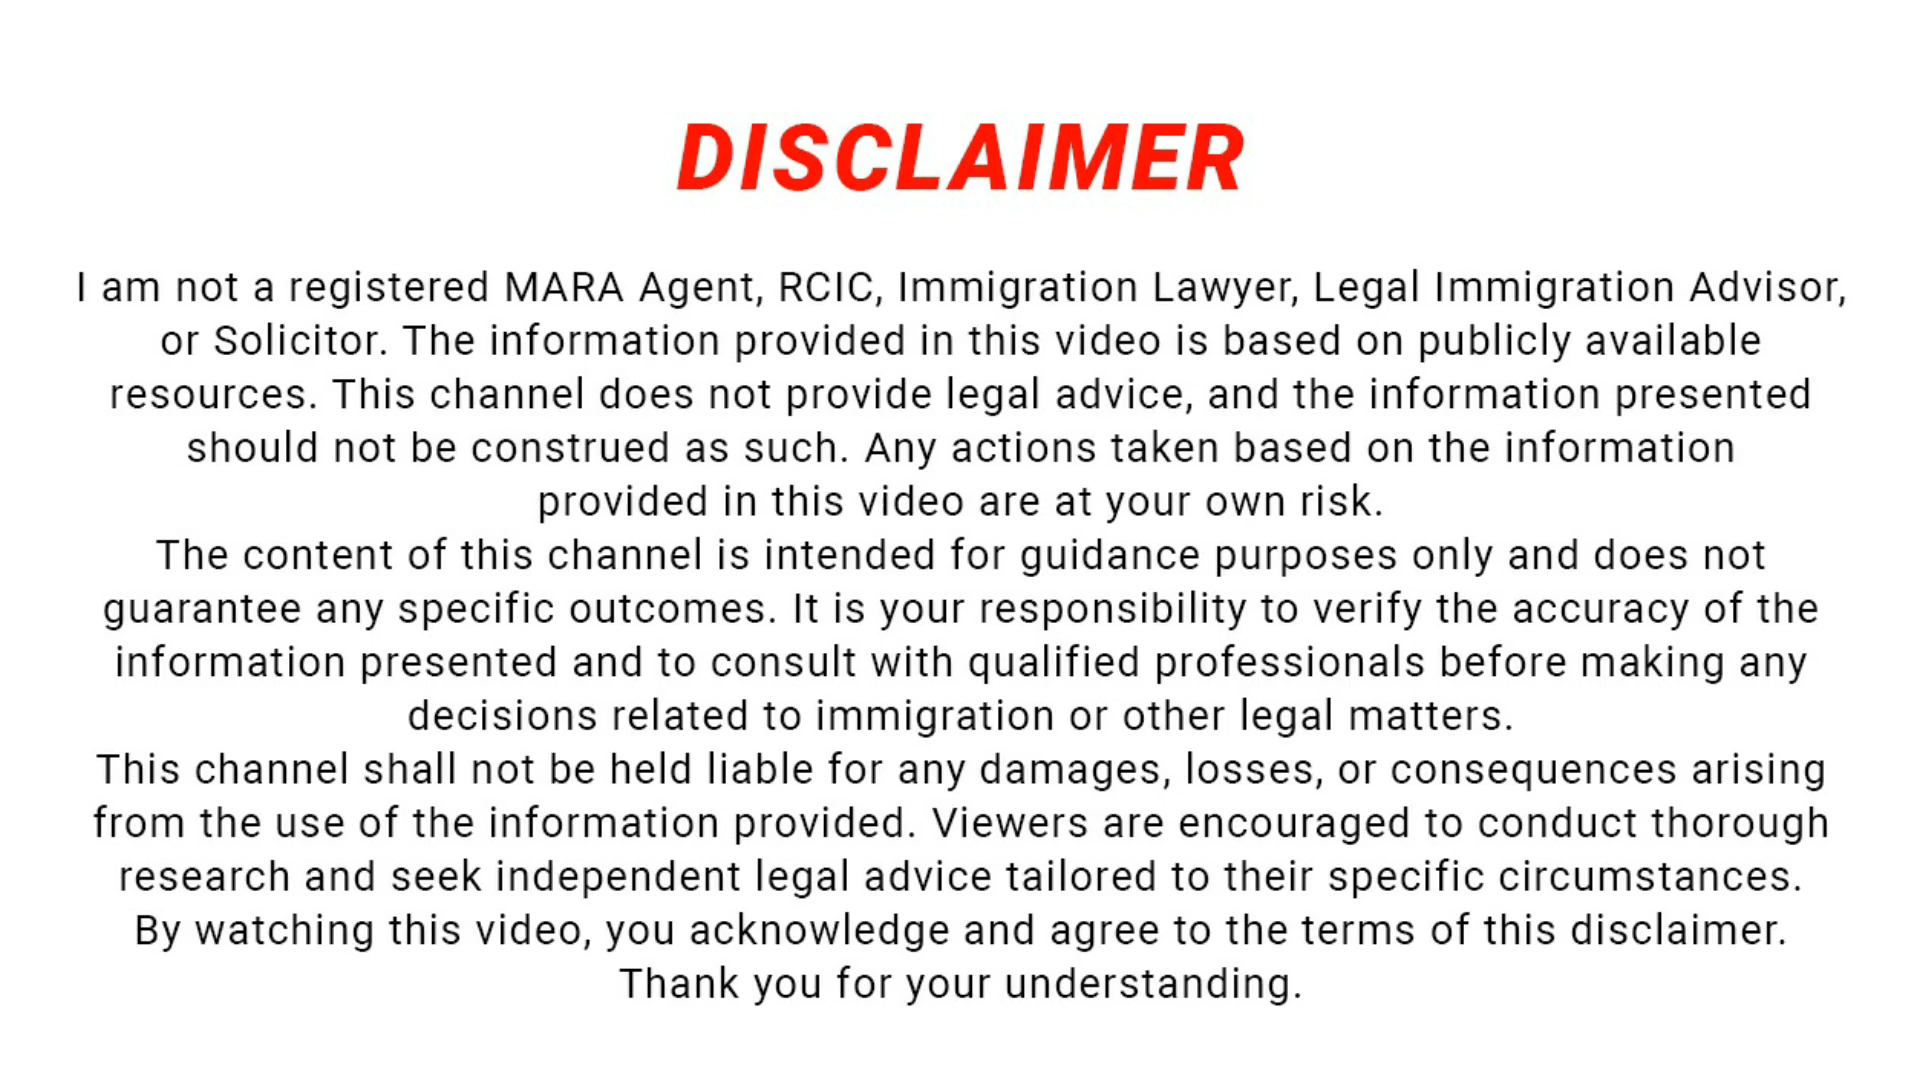 DISCLAIMER
I am not a registered MARA Agent, RCIC, Immigration Lawyer, Legal Immigration Advisor,
or Solicitor. The information provided in this video is based on publicly available
resources. This channel does not provide legal advice, and the information presented
should not be construed as such. Any actions taken based on the information
provided in this video are at your own risk.
The content of this channel is intended for guidance purposes only and does not
guarantee any specific outcomes. It is your responsibility to verify the accuracy of the
information presented and to consult with qualified professionals before making any
decisions related to immigration or other legal matters.
This channel shall not be held liable for any damages, losses, or consequences arising
from the use of the information provided. Viewers are encouraged to conduct thorough
research and seek independent legal advice tailored to their specific circumstances.
By watching this video, you acknowledge and agree to the terms of this disclaimer.
Thank you for your understanding.